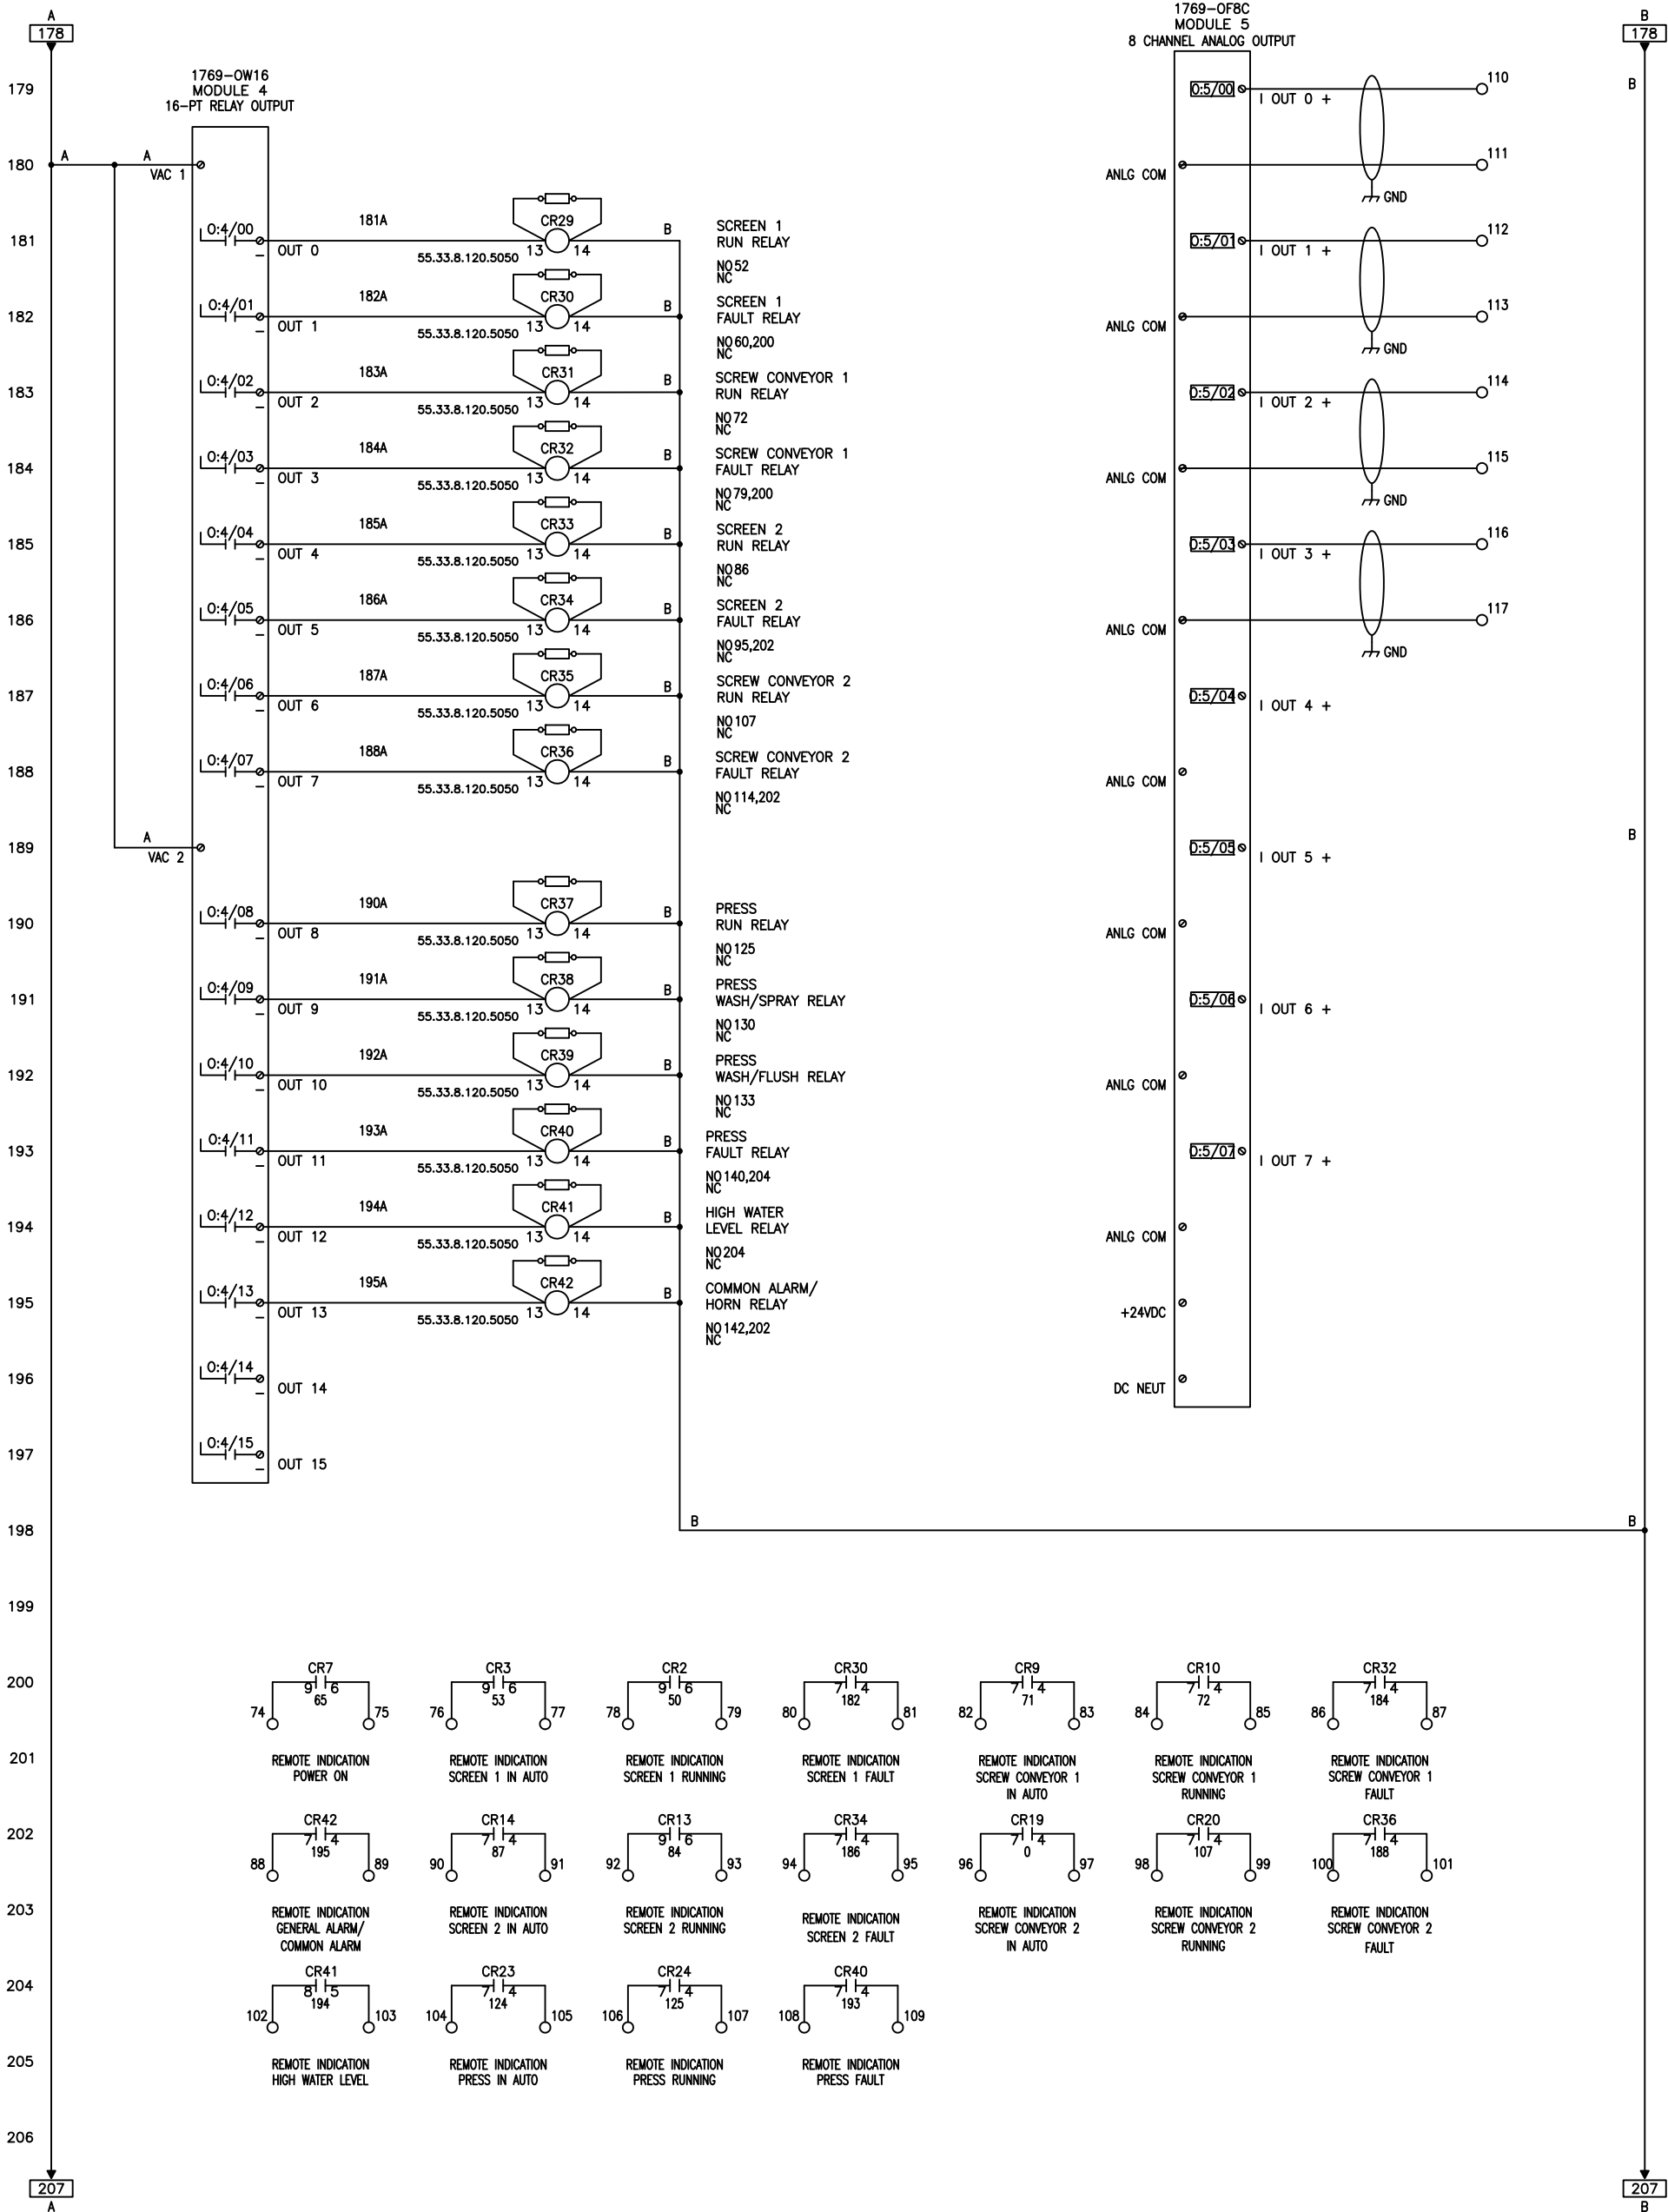 A
178
1769-OF8C
MODULE 5
8 CHANNEL ANALOG OUTPUT
B
178
1769-OW16
MODULE 4
16-PT RELAY OUTPUT
179
O:5/00
I OUT 0 +
110
B
180
A
A
VAC 1
ANLG COM
111
GND
181
O:4/00
OUT 0
181A
55.33.8.120.5050
CR29
13
14
B
SCREEN 1
RUN RELAY
NO 52
NC
O:5/01
I OUT 1 +
112
182
O:4/01
OUT 1
182A
55.33.8.120.5050
CR30
13
14
B
SCREEN 1
FAULT RELAY
NO 60,200
NC
ANLG COM
113
GND
183
O:4/02
OUT 2
183A
55.33.8.120.5050
CR31
13
14
B
SCREW CONVEYOR 1
RUN RELAY
NO 72
NC
O:5/02
I OUT 2 +
114
184
O:4/03
OUT 3
184A
55.33.8.120.5050
CR32
13
14
B
SCREW CONVEYOR 1
FAULT RELAY
NO 79,200
NC
ANLG COM
115
GND
185
O:4/04
OUT 4
185A
55.33.8.120.5050
CR33
13
14
B
SCREEN 2
RUN RELAY
NO 86
NC
O:5/03
I OUT 3 +
116
186
O:4/05
OUT 5
186A
55.33.8.120.5050
CR34
13
14
B
SCREEN 2
FAULT RELAY
NO 95,202
NC
ANLG COM
117
GND
187
O:4/06
OUT 6
187A
55.33.8.120.5050
CR35
13
14
B
SCREW CONVEYOR 2
RUN RELAY
NO 107
NC
O:5/04
I OUT 4 +
188
O:4/07
OUT 7
188A
55.33.8.120.5050
CR36
13
14
B
SCREW CONVEYOR 2
FAULT RELAY
NO 114,202
NC
ANLG COM
189
A
VAC 2
O:5/05
I OUT 5 +
B
190
O:4/08
OUT 8
190A
55.33.8.120.5050
CR37
13
14
B
PRESS
RUN RELAY
NO 125
NC
ANLG COM
191
O:4/09
OUT 9
191A
55.33.8.120.5050
CR38
13
14
B
PRESS
WASH/SPRAY RELAY
NO 130
NC
O:5/06
I OUT 6 +
192
O:4/10
OUT 10
192A
55.33.8.120.5050
CR39
13
14
B
PRESS
WASH/FLUSH RELAY
NO 133
NC
ANLG COM
193
O:4/11
OUT 11
193A
55.33.8.120.5050
CR40
13
14
B
PRESS
FAULT RELAY
NO 140,204
NC
O:5/07
I OUT 7 +
194
O:4/12
OUT 12
194A
55.33.8.120.5050
CR41
13
14
B
HIGH WATER
LEVEL RELAY
NO 204
NC
ANLG COM
195
O:4/13
OUT 13
195A
55.33.8.120.5050
CR42
13
14
B
COMMON ALARM/
HORN RELAY
NO 142,202
NC
+24VDC
196
O:4/14
OUT 14
DC NEUT
197
O:4/15
OUT 15
198
B
B
199
200
CR7
9 6
65
74
75
CR3
9 6
53
76
77
CR2
9 6
50
78
79
CR30
7 4
182
80
81
CR9
7 4
71
82
83
CR10
7 4
72
84
85
CR32
7 4
184
86
87
201
REMOTE INDICATION
POWER ON
REMOTE INDICATION
SCREEN 1 IN AUTO
REMOTE INDICATION
SCREEN 1 RUNNING
REMOTE INDICATION
SCREEN 1 FAULT
REMOTE INDICATION
SCREW CONVEYOR 1
IN AUTO
REMOTE INDICATION
SCREW CONVEYOR 1
RUNNING
REMOTE INDICATION
SCREW CONVEYOR 1
FAULT
202
CR42
7 4
195
88
89
CR14
7 4
87
90
91
CR13
9 6
84
92
93
CR34
7 4
186
94
95
CR19
7 4
0
96
97
CR20
7 4
107
98
99
CR36
7 4
188
100
101
203
REMOTE INDICATION
GENERAL ALARM/
COMMON ALARM
REMOTE INDICATION
SCREEN 2 IN AUTO
REMOTE INDICATION
SCREEN 2 RUNNING
REMOTE INDICATION
SCREEN 2 FAULT
REMOTE INDICATION
SCREW CONVEYOR 2
IN AUTO
REMOTE INDICATION
SCREW CONVEYOR 2
RUNNING
REMOTE INDICATION
SCREW CONVEYOR 2
FAULT
204
CR41
8 5
194
102
103
CR23
7 4
124
104
105
CR24
7 4
125
106
107
CR40
7 4
193
108
109
205
REMOTE INDICATION
HIGH WATER LEVEL
REMOTE INDICATION
PRESS IN AUTO
REMOTE INDICATION
PRESS RUNNING
REMOTE INDICATION
PRESS FAULT
206
207
A
207
B